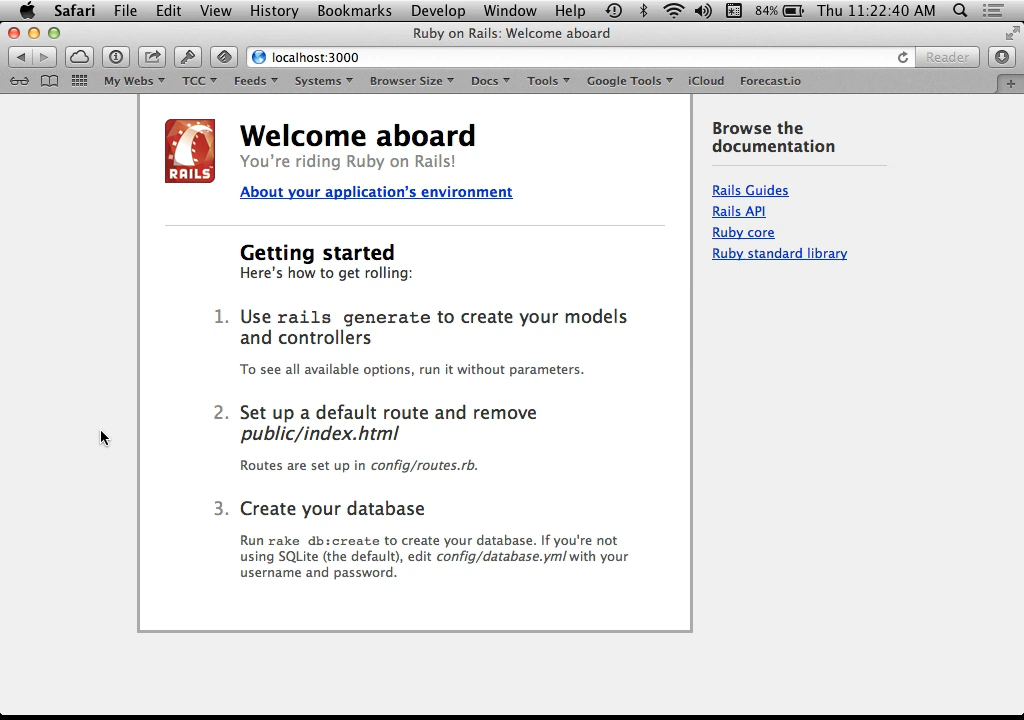 Safari File Edit View History Bookmarks Develop Window Help 84% Thu 11:22:40 AM
Ruby on Rails: Welcome aboard
localhost:3000 Reader
My Webs TCC Feeds Systems Browser Size Docs Tools Google Tools iCloud Forecast.io
RAILS
Welcome aboard
You're riding Ruby on Rails!
About your application's environment
Getting started
Here's how to get rolling:
1. Use rails generate to create your models
and controllers
To see all available options, run it without parameters.
2. Set up a default route and remove
public/index.html
Routes are set up in config/routes.rb.
3. Create your database
Run rake db:create to create your database. If you're not
using SQLite (the default), edit config/database.yml with your
username and password.
Browse the
documentation
Rails Guides
Rails API
Ruby core
Ruby standard library